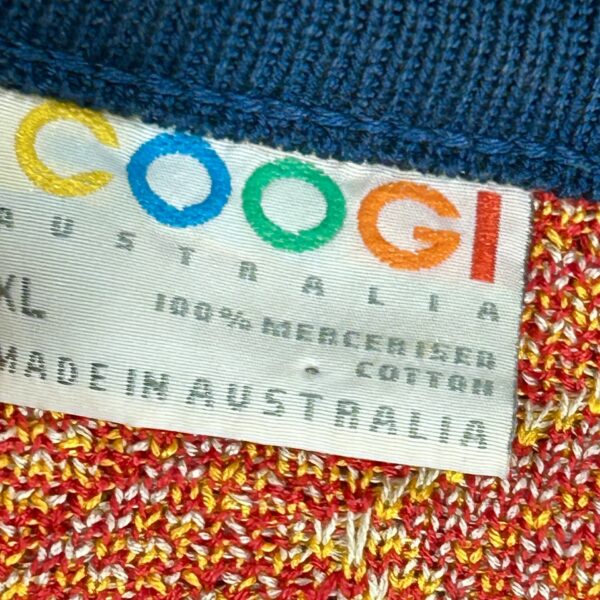 COOGI
AUSTRALIA
XL
100% MERCERISED
COTTON
MADE IN AUSTRALIA